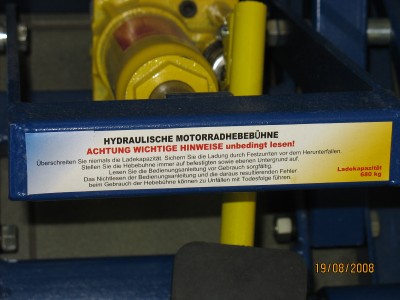 HYDRAULISCHE MOTORRADHEBEBÜHNE
ACHTUNG WICHTIGE HINWEISE unbedingt lesen!
Überschreiten Sie niemals die Ladekapazität. Sichern Sie die Ladung durch Festzurrten vor dem Herunterfallen.
Stellen Sie die Hebebühne immer auf befestigten sowie ebenen Untergrund auf.
Lesen Sie die Bedienungsanleitung vor Gebrauch sorgfältig.
Das Nichtlesen der Bedienungsanleitung und die daraus resultierenden Fehler
beim Gebrauch der Hebebühne können zu Unfällen mit Todesfolge führen.
Ladekapazität
680 kg
19/08/2008